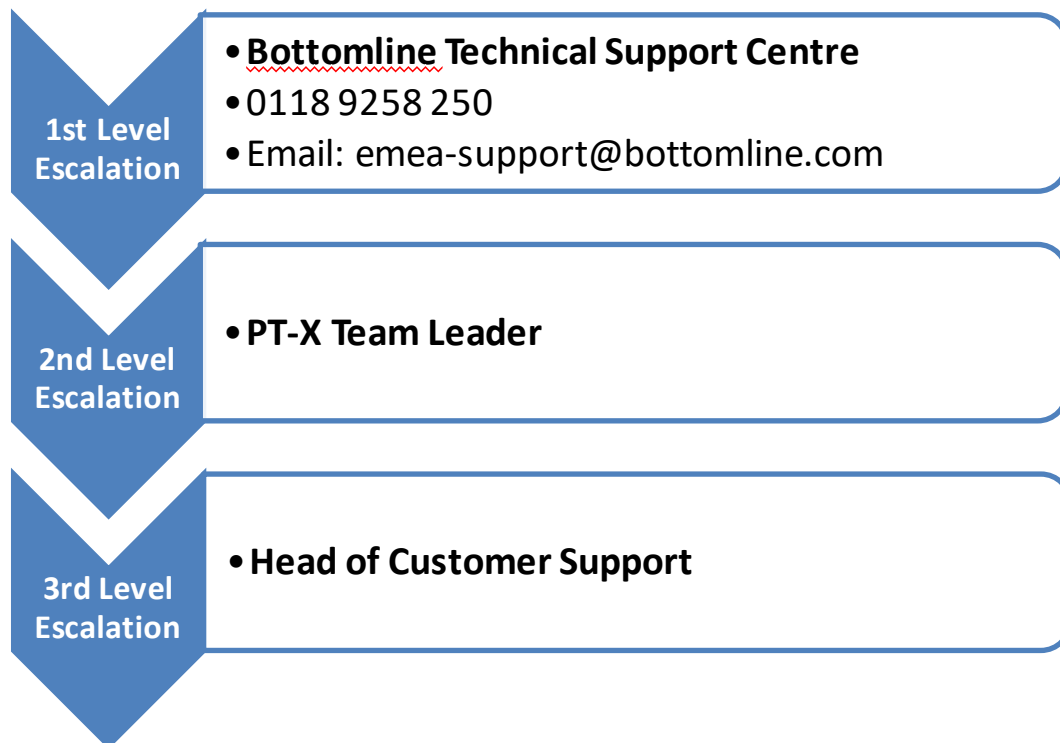 1st Level
Escalation
•Bottomline Technical Support Centre
•0118 9258 250
•Email: emea-support@bottomline.com
2nd Level
Escalation
•PT-X Team Leader
3rd Level
Escalation
•Head of Customer Support